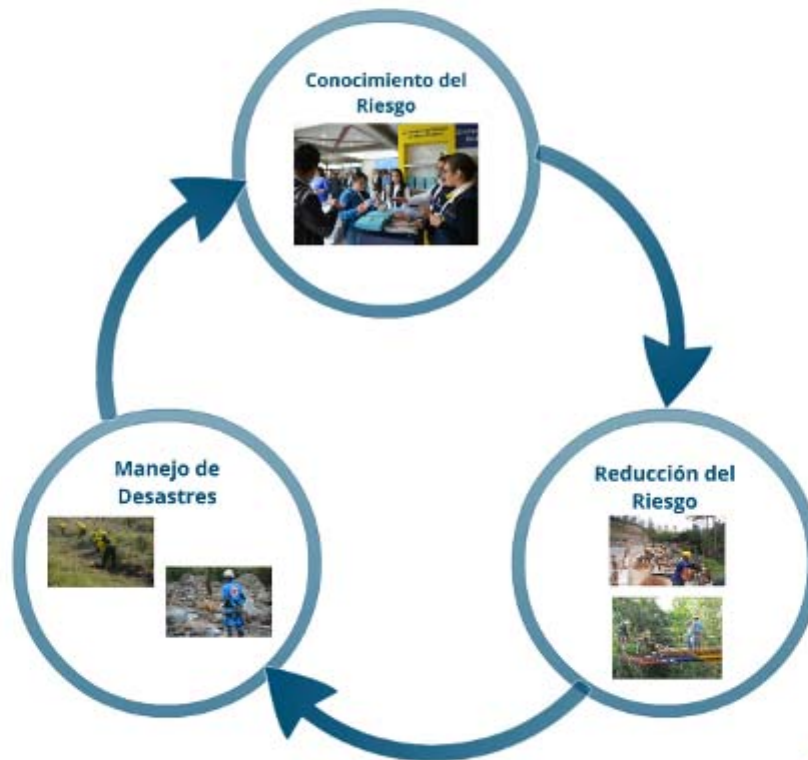 Conocimiento del
Riesgo
Manejo de
Desastres
Reducción del
Riesgo